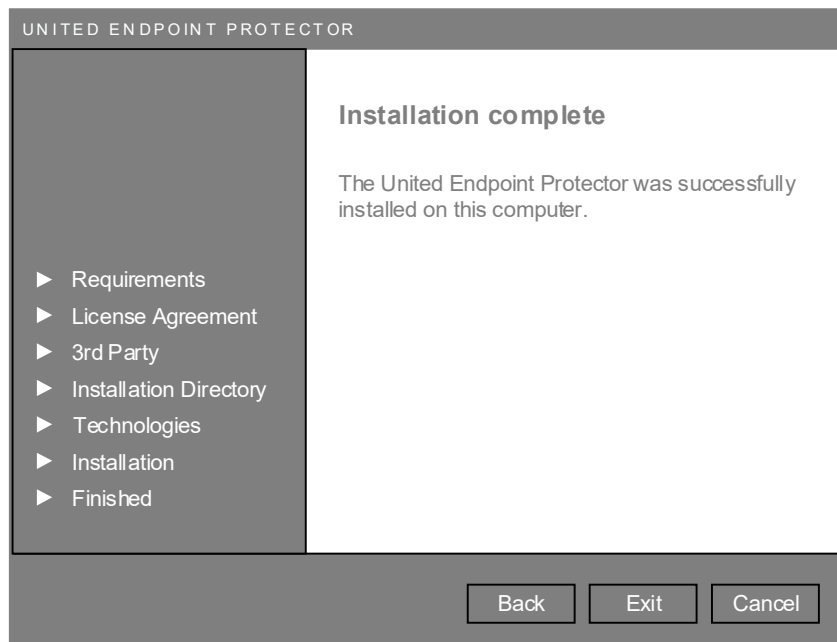 UNITED ENDPOINT PROTECTOR
Installation complete
The United Endpoint Protector was successfully
installed on this computer.
Requirements
License Agreement
3rd Party
Installation Directory
Technologies
Installation
Finished
Back
Exit
Cancel